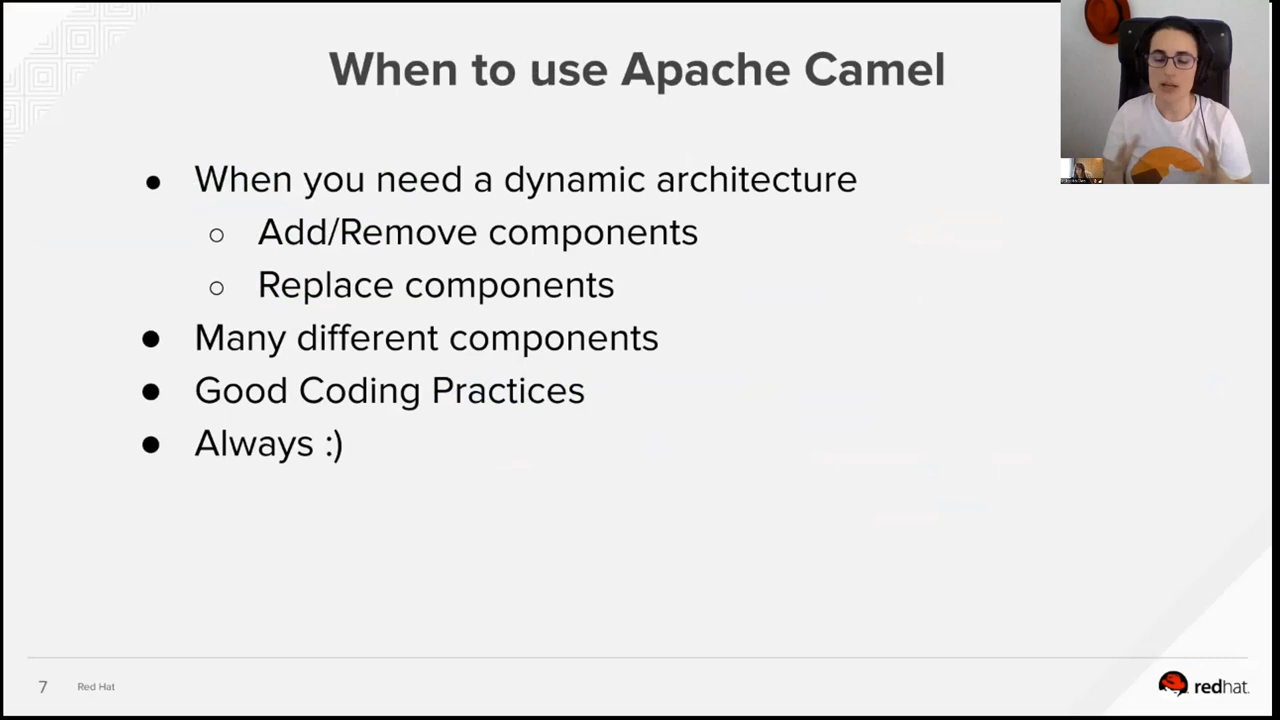 When to use Apache Camel
● When you need a dynamic architecture
○ Add/Remove components
○ Replace components
● Many different components
● Good Coding Practices
● Always :)
7 Red Hat
redhat.